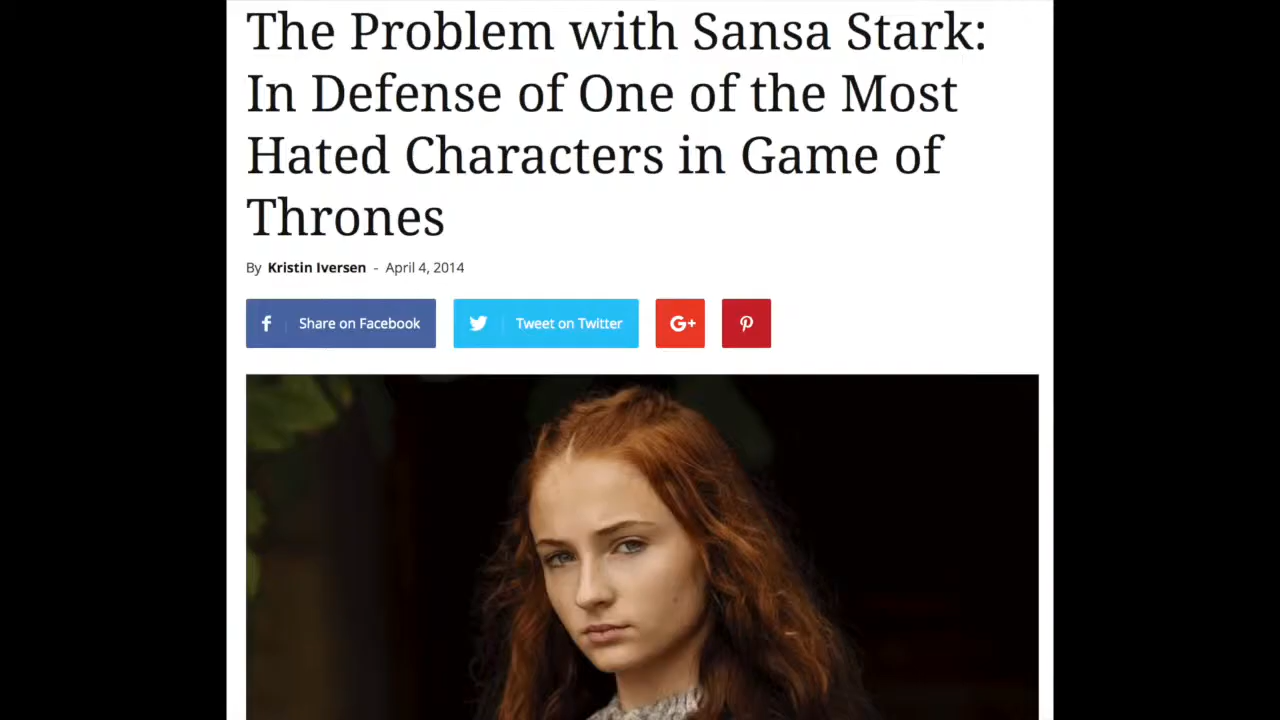 The Problem with Sansa Stark:
In Defense of One of the Most
Hated Characters in Game of
Thrones
By Kristin Iversen - April 4, 2014
f Share on Facebook Tweet on Twitter G+